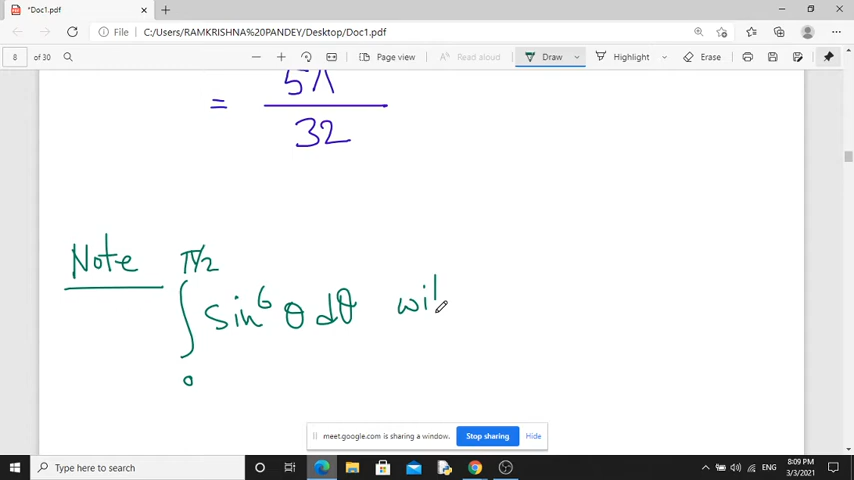 *Doc1.pdf
File
C:/Users/RAMKRISHNA%20PANDEY/Desktop/Doc1.pdf
8 of 30
Page view
Read aloud
Draw
Highlight
Erase
= 5π
32
Note
π/2
∫ sin⁶ θ dθ wil
0
meet.google.com is sharing a window.
Stop sharing
Hide
Type here to search
ENG
8:09 PM
3/3/2021